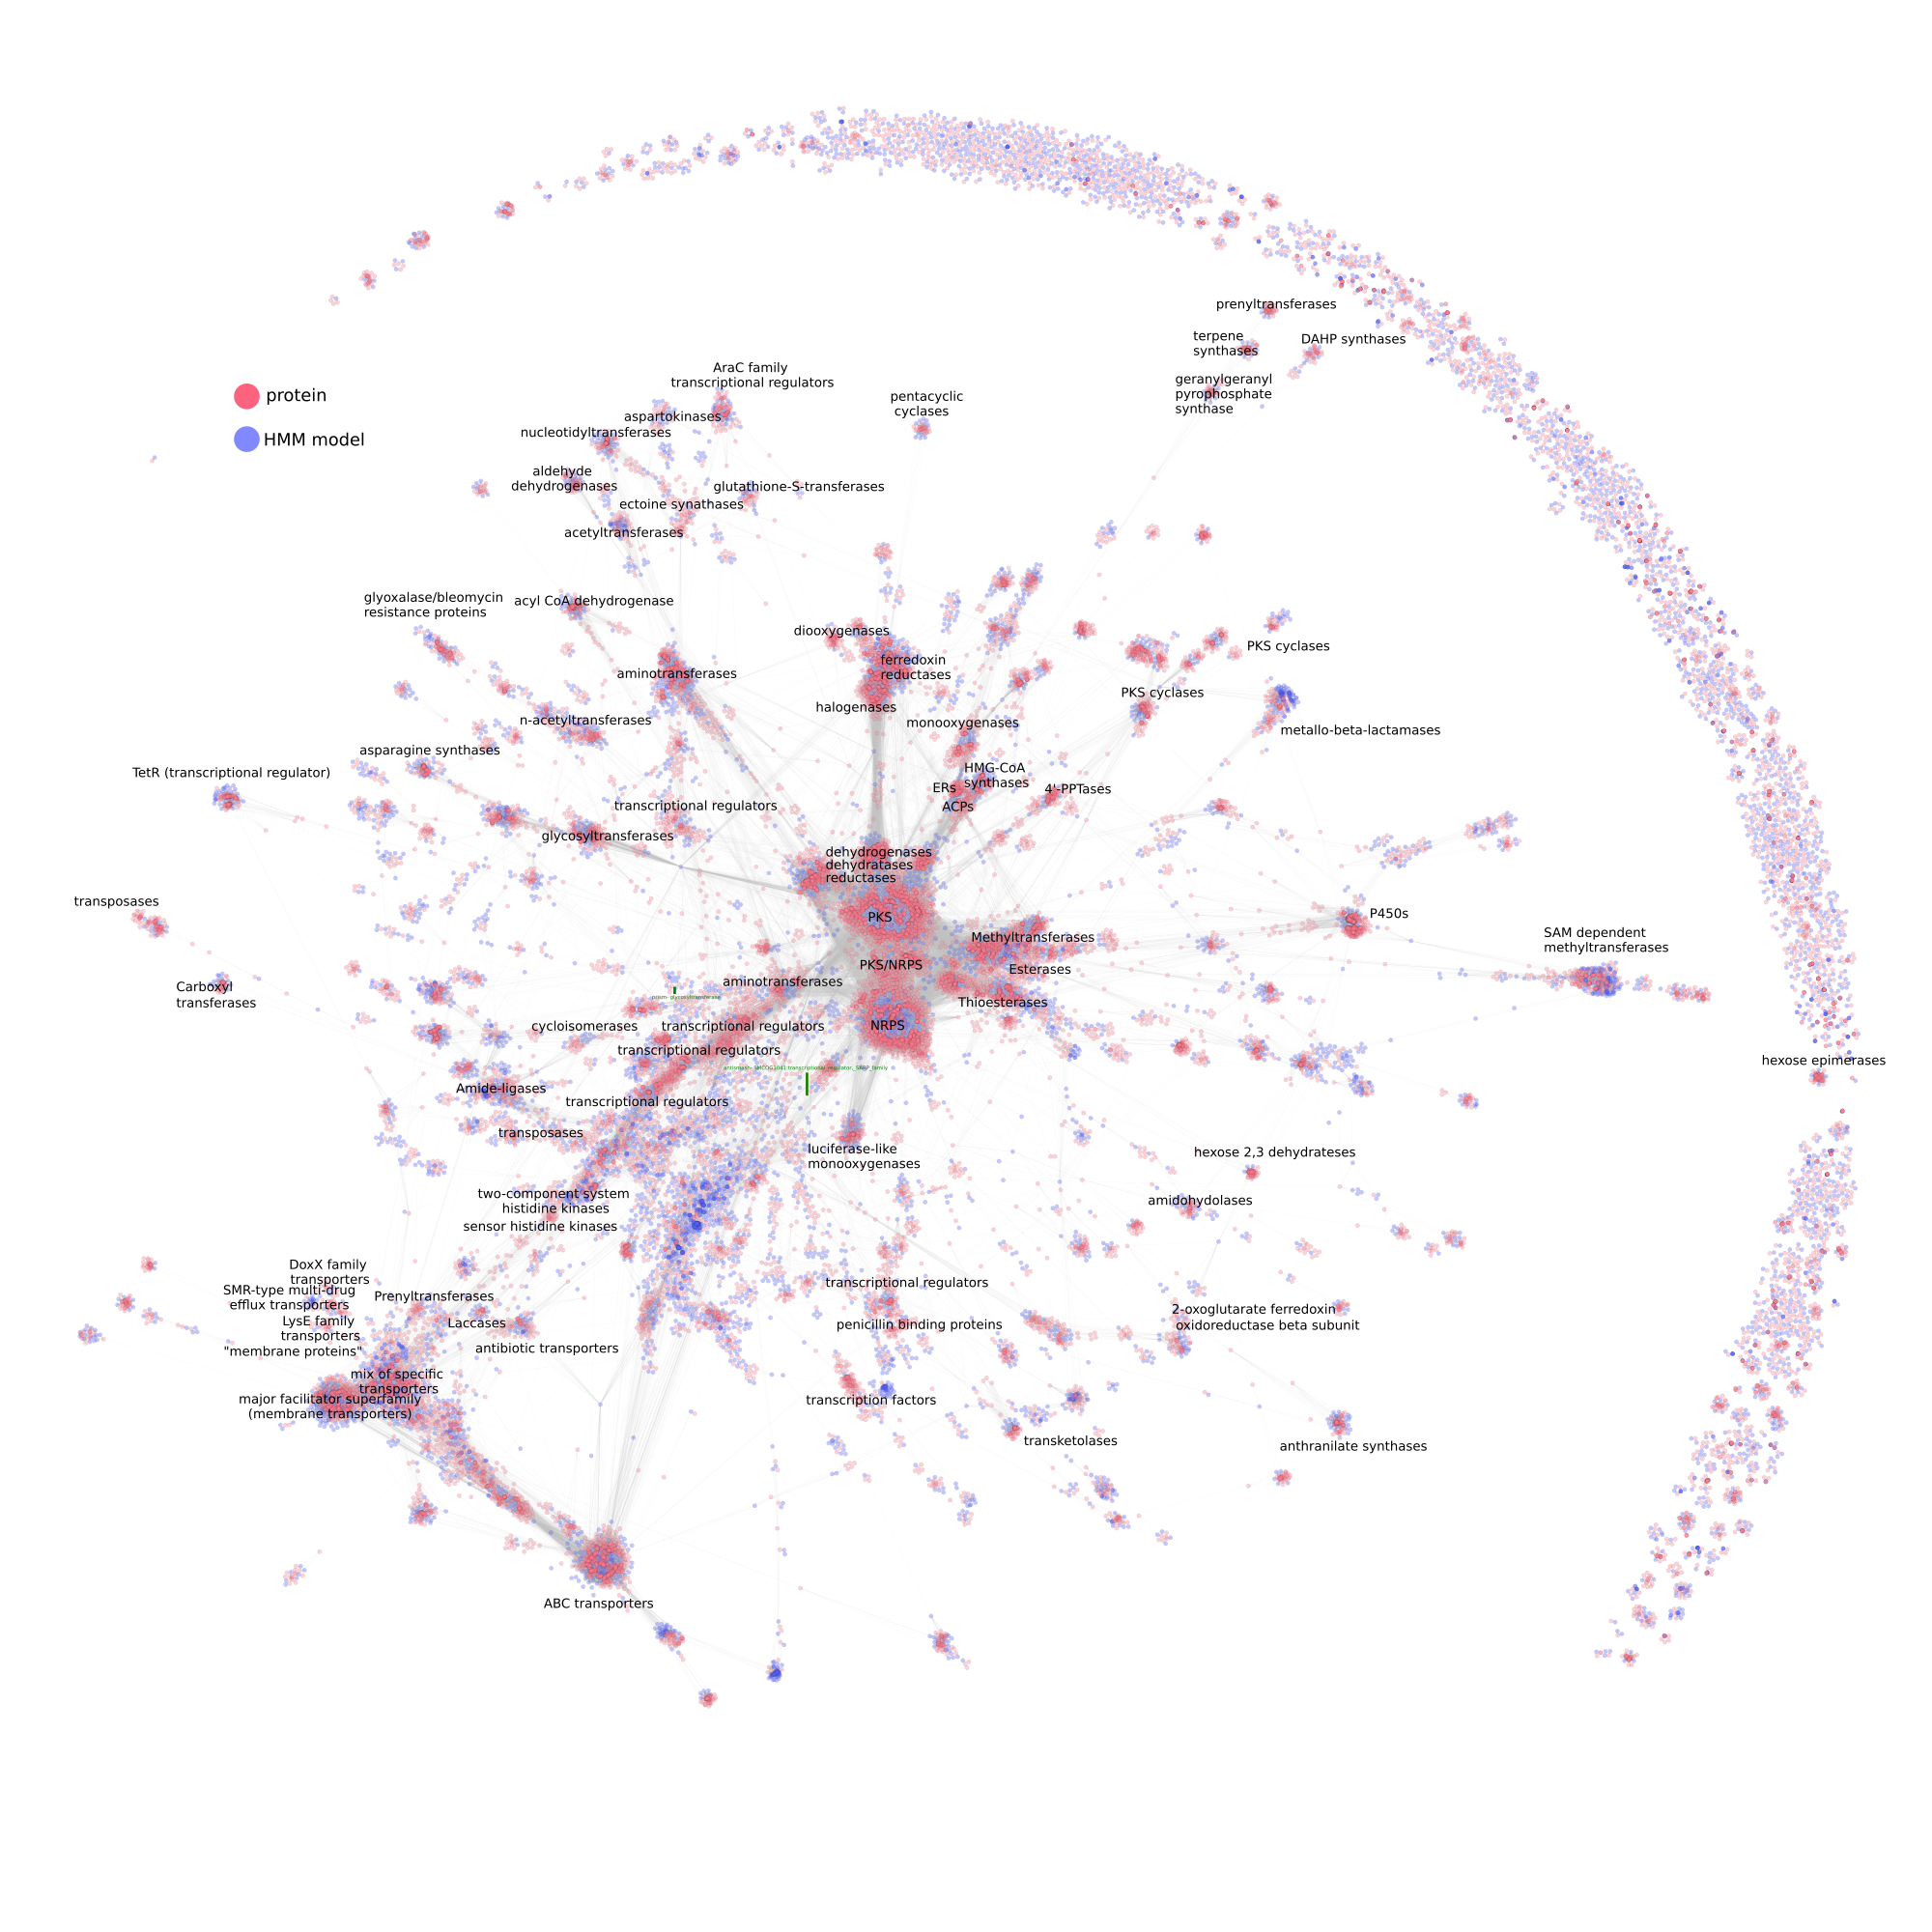 prenyltransferases
terpene
synthases
DAHP synthases
geranylgeranyl
pyrophosphate
synthase
AraC family
transcriptional regulators
protein
HMM model
aspartokinases
pentacyclic
cyclases
nucleotidyltransferases
aldehyde
dehydrogenases
glutathione-S-transferases
ectoine synathases
acetyltransferases
glyoxalase/bleomycin
resistance proteins
acyl CoA dehydrogenase
diooxygenases
PKS cyclases
ferredoxin
reductases
aminotransferases
PKS cyclases
halogenases
n-acetyltransferases
monooxygenases
metallo-beta-lactamases
asparagine synthases
TetR (transcriptional regulator)
HMG-CoA
synthases
ERs
4'-PPTases
transcriptional regulators
ACPs
glycosyltransferases
dehydrogenases
dehydratases
reductases
transposases
PKS
P450s
Methyltransferases
SAM dependent
methyltransferases
PKS/NRPS
Esterases
Carboxyl
transferases
aminotransferases
prism- glycosyltransferase
Thioesterases
cycloisomerases
transcriptional regulators
NRPS
transcriptional regulators
hexose epimerases
Amide-ligases
transcriptional regulators
transposases
luciferase-like
monooxygenases
hexose 2,3 dehydrateses
two-component system
histidine kinases
amidohydolases
sensor histidine kinases
DoxX family
transporters
SMR-type multi-drug
efflux transporters
Prenyltransferases
transcriptional regulators
LysE family
transporters
Laccases
2-oxoglutarate ferredoxin
oxidoreductase beta subunit
penicillin binding proteins
"membrane proteins"
antibiotic transporters
mix of specific
transporters
major facilitator superfamily
(membrane transporters)
transcription factors
transketolases
anthranilate synthases
ABC transporters